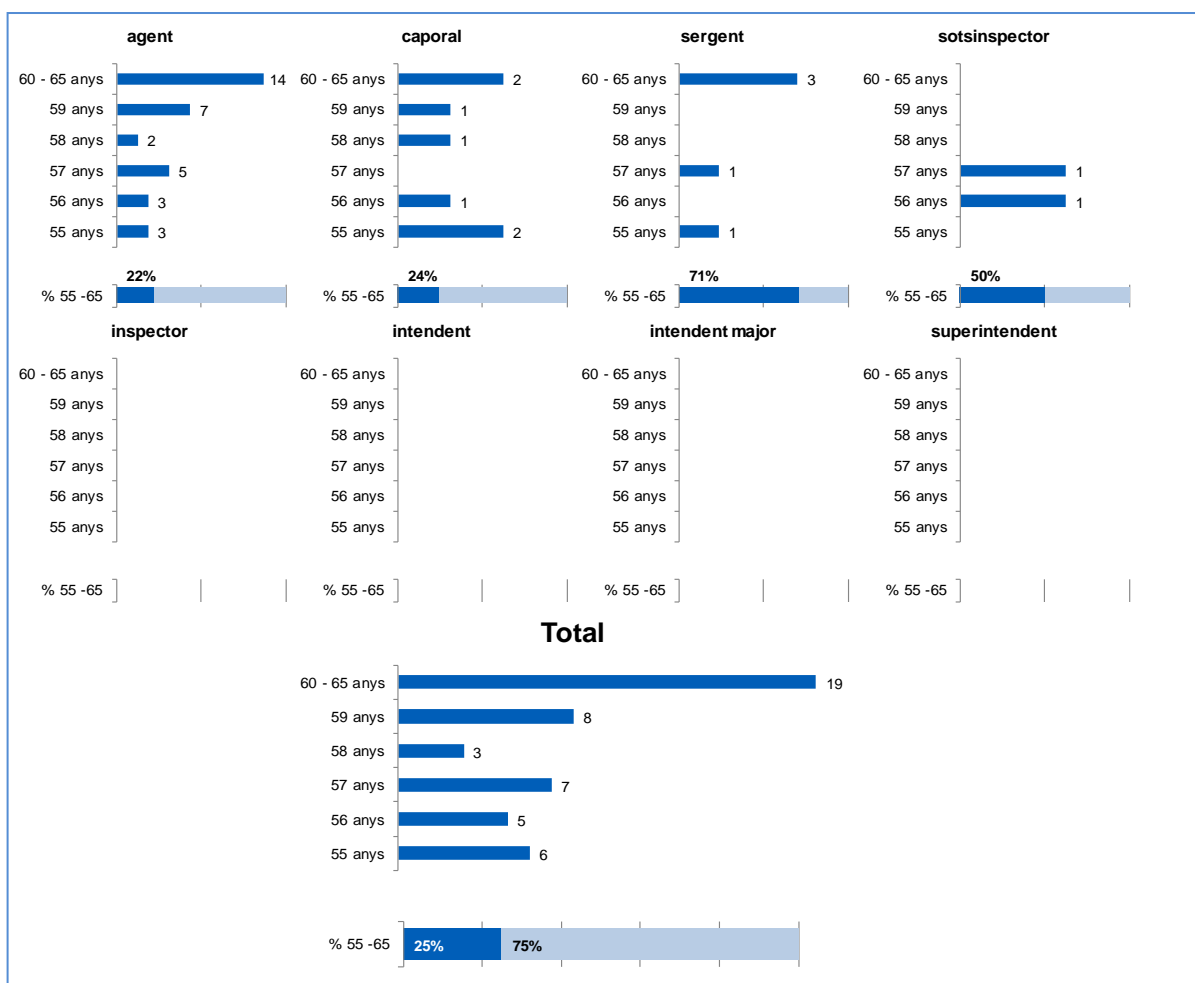 agent
60 - 65 anys 14
59 anys 7
58 anys 2
57 anys 5
56 anys 3
55 anys 3
22%
% 55 -65
caporal
60 - 65 anys 2
59 anys 1
58 anys 1
57 anys
56 anys 1
55 anys 2
24%
% 55 -65
sergent
60 - 65 anys 3
59 anys
58 anys
57 anys 1
56 anys
55 anys 1
71%
% 55 -65
sotsinspector
60 - 65 anys
59 anys
58 anys
57 anys 1
56 anys 1
55 anys
50%
% 55 -65
inspector
60 - 65 anys
59 anys
58 anys
57 anys
56 anys
55 anys
% 55 -65
intendent
60 - 65 anys
59 anys
58 anys
57 anys
56 anys
55 anys
% 55 -65
intendent major
60 - 65 anys
59 anys
58 anys
57 anys
56 anys
55 anys
% 55 -65
superintendent
60 - 65 anys
59 anys
58 anys
57 anys
56 anys
55 anys
% 55 -65
Total
60 - 65 anys 19
59 anys 8
58 anys 3
57 anys 7
56 anys 5
55 anys 6
% 55 -65 25% 75%